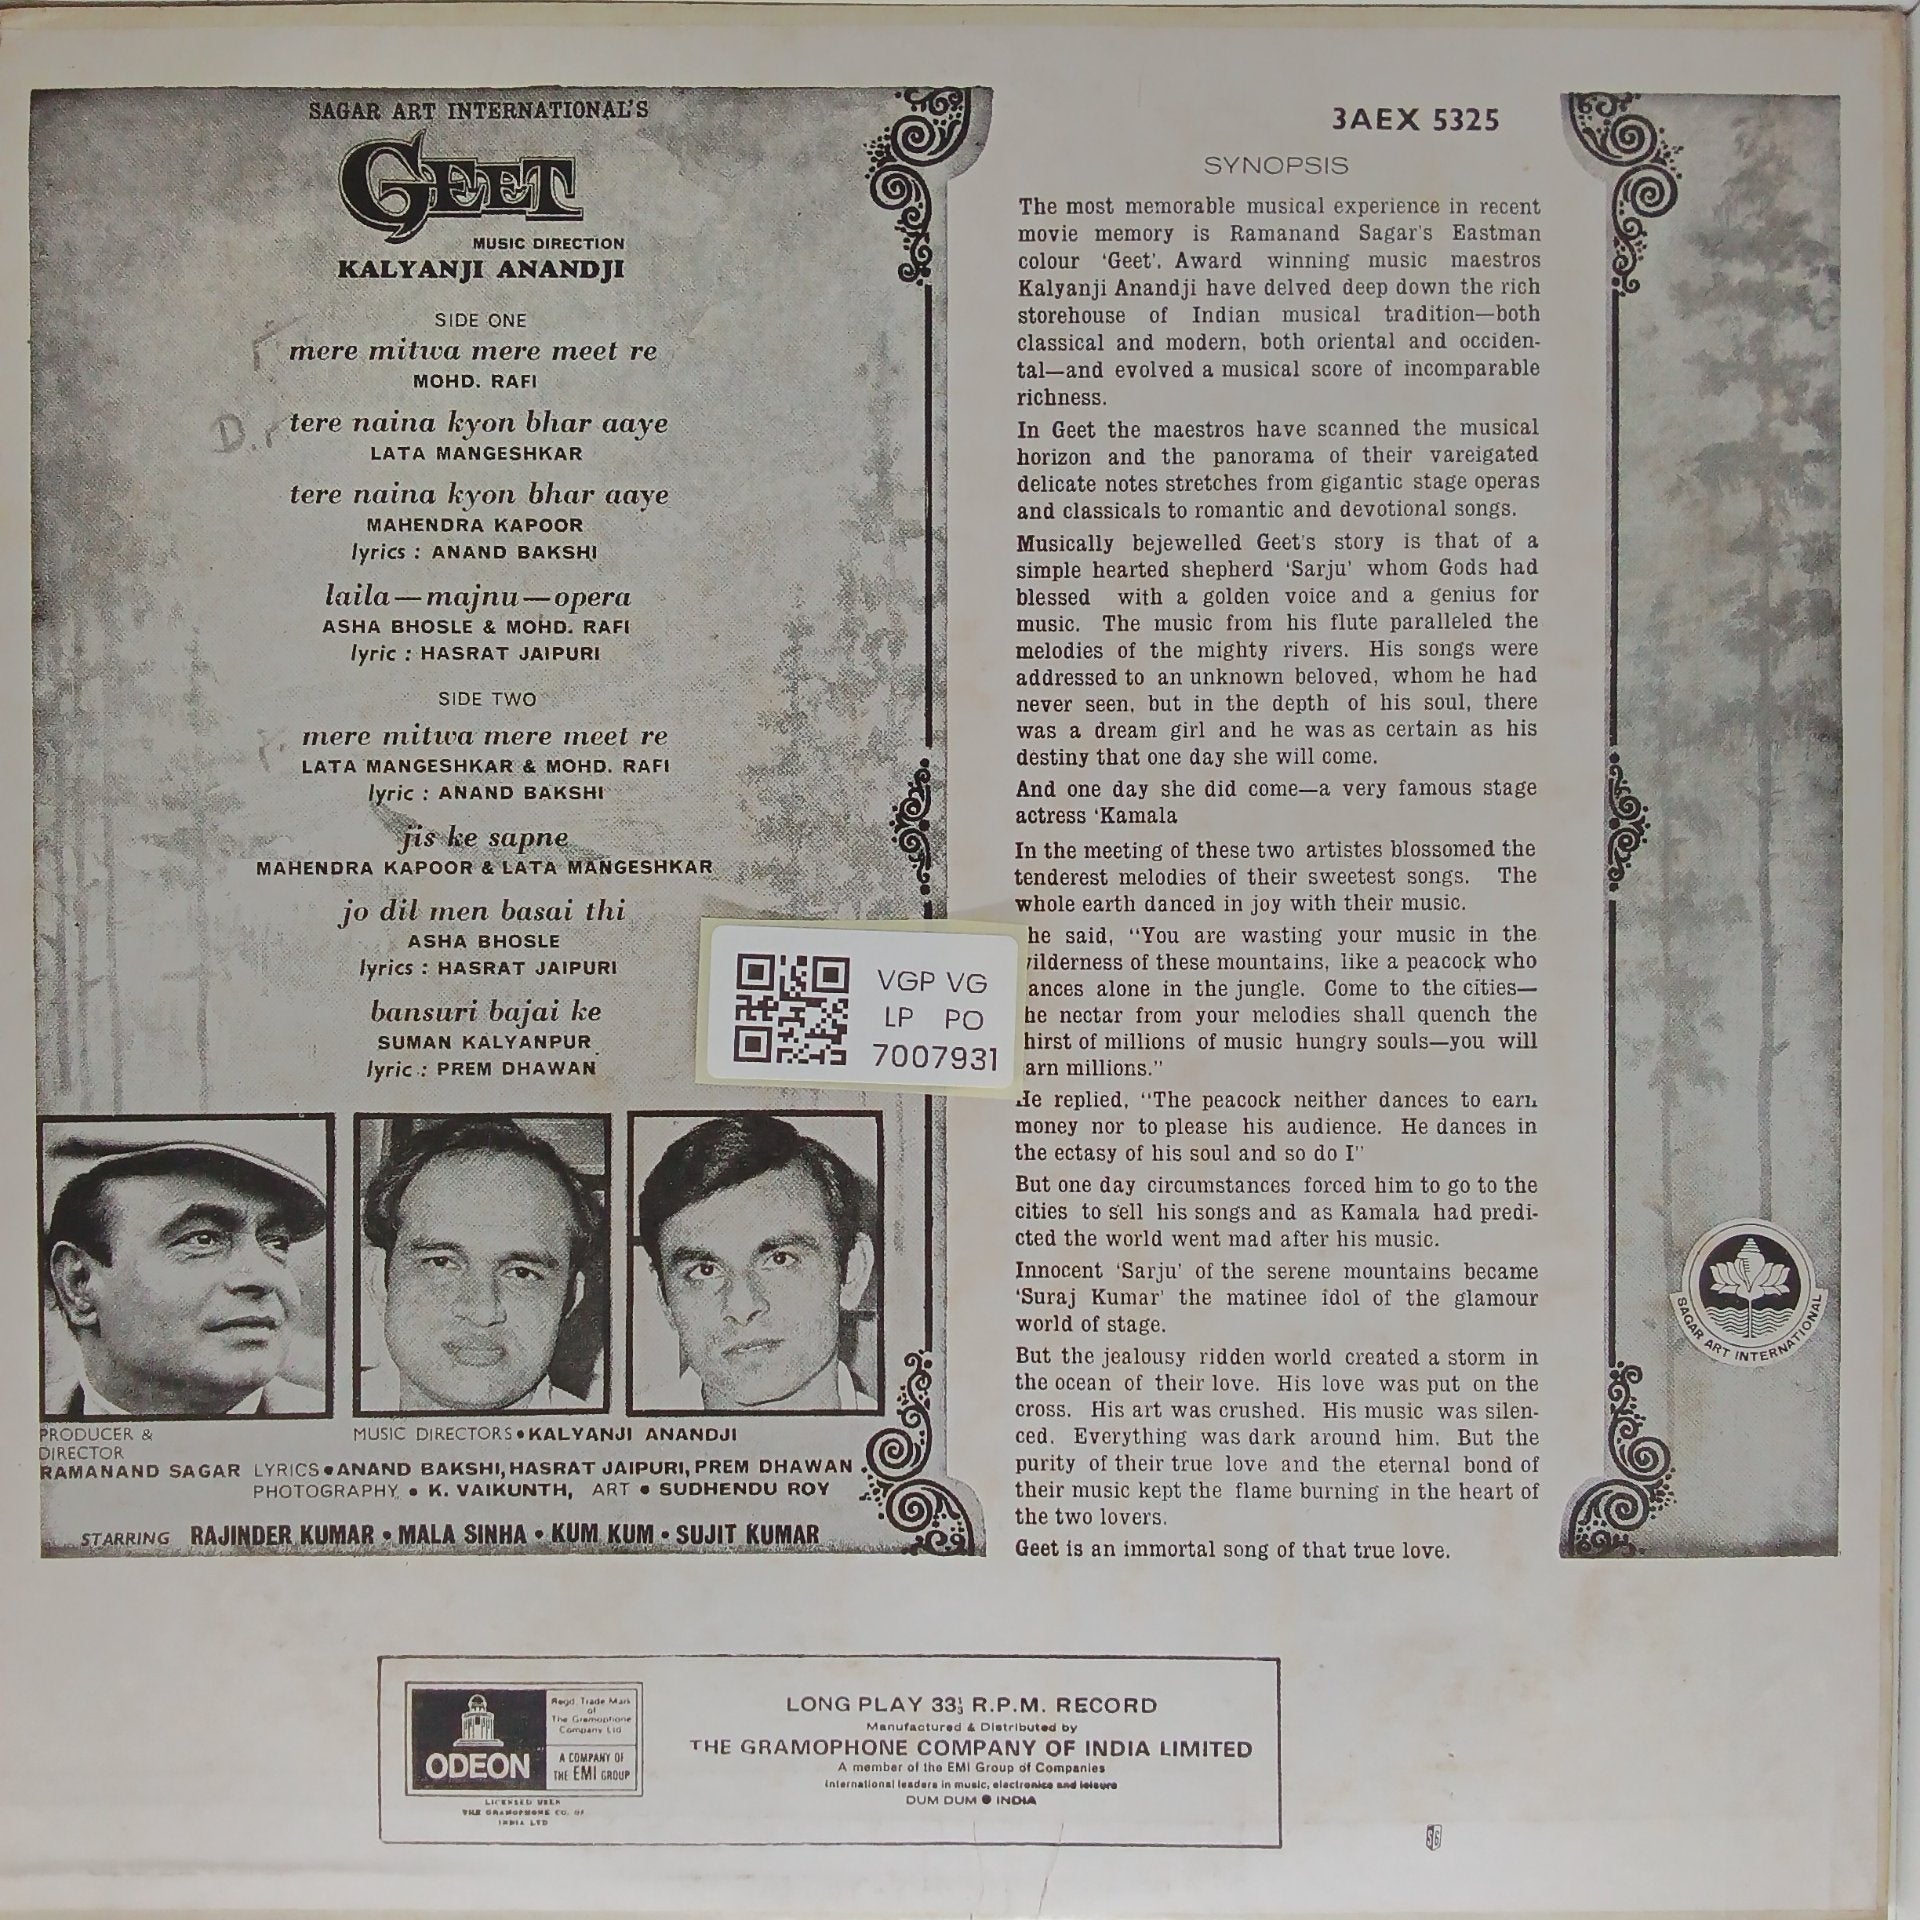 SAGAR ART INTERNATIONAL'S
GEET
MUSIC DIRECTION
KALYANJI ANANDJI
SIDE ONE
mere mitwa mere meet re
MOHD. RAFI
D.r tere naina kyon bhar aaye
LATA MANGESHKAR
tere naina kyon bhar aaye
MAHENDRA KAPOOR
lyrics : ANAND BAKSHI
laila—majnu—opera
ASHA BHOSLE & MOHD. RAFI
lyric : HASRAT JAIPURI
SIDE TWO
mere mitwa mere meet re
LATA MANGESHKAR & MOHD. RAFI
lyric : ANAND BAKSHI
jis ke sapne
MAHENDRA KAPOOR & LATA MANGESHKAR
jo dil men basai thi
ASHA BHOSLE
lyrics : HASRAT JAIPURI
bansuri bajai ke
SUMAN KALYANPUR
lyric : PREM DHAWAN
PRODUCER &
DIRECTOR
RAMANAND SAGAR
MUSIC DIRECTORS • KALYANJI ANANDJI
LYRICS • ANAND BAKSHI, HASRAT JAIPURI, PREM DHAWAN
PHOTOGRAPHY • K. VAIKUNTH, ART • SUDHENDU ROY
STARRING RAJINDER KUMAR • MALA SINHA • KUM KUM • SUJIT KUMAR
VGP VG
LP PO
7007931
3AEX 5325
SYNOPSIS
The most memorable musical experience in recent
movie memory is Ramanand Sagar's Eastman
colour 'Geet'. Award winning music maestros
Kalyanji Anandji have delved deep down the rich
storehouse of Indian musical tradition—both
classical and modern, both oriental and occiden-
tal—and evolved a musical score of incomparable
richness.
In Geet the maestros have scanned the musical
horizon and the panorama of their vareigated
delicate notes stretches from gigantic stage operas
and classicals to romantic and devotional songs.
Musically bejewelled Geet's story is that of a
simple hearted shepherd 'Sarju' whom Gods had
blessed with a golden voice and a genius for
music. The music from his flute paralleled the
melodies of the mighty rivers. His songs were
addressed to an unknown beloved, whom he had
never seen, but in the depth of his soul, there
was a dream girl and he was as certain as his
destiny that one day she will come.
And one day she did come—a very famous stage
actress 'Kamala
In the meeting of these two artistes blossomed the
tenderest melodies of their sweetest songs. The
whole earth danced in joy with their music.
he said, "You are wasting your music in the
ilderness of these mountains, like a peacock who
ances alone in the jungle. Come to the cities—
he nectar from your melodies shall quench the
hirst of millions of music hungry souls—you will
arn millions."
He replied, "The peacock neither dances to earn
money nor to please his audience. He dances in
the ectasy of his soul and so do I"
But one day circumstances forced him to go to the
cities to sell his songs and as Kamala had predi-
cted the world went mad after his music.
Innocent 'Sarju' of the serene mountains became
'Suraj Kumar' the matinee idol of the glamour
world of stage.
But the jealousy ridden world created a storm in
the ocean of their love. His love was put on the
cross. His art was crushed. His music was silen-
ced. Everything was dark around him. But the
purity of their true love and the eternal bond of
their music kept the flame burning in the heart of
the two lovers.
Geet is an immortal song of that true love.
SAGAR ART INTERNATIONAL
ODEON
Regd. Trade Mark
of
The Gramophone
Company Ltd
A COMPANY OF
THE EMI GROUP
LICENSED USER
THE GRAMOPHONE CO. OF
INDIA LTD
LONG PLAY 33⅓ R.P.M. RECORD
Manufactured & Distributed by
THE GRAMOPHONE COMPANY OF INDIA LIMITED
A member of the EMI Group of Companies
International leaders in music, electronics and leisure
DUM DUM • INDIA